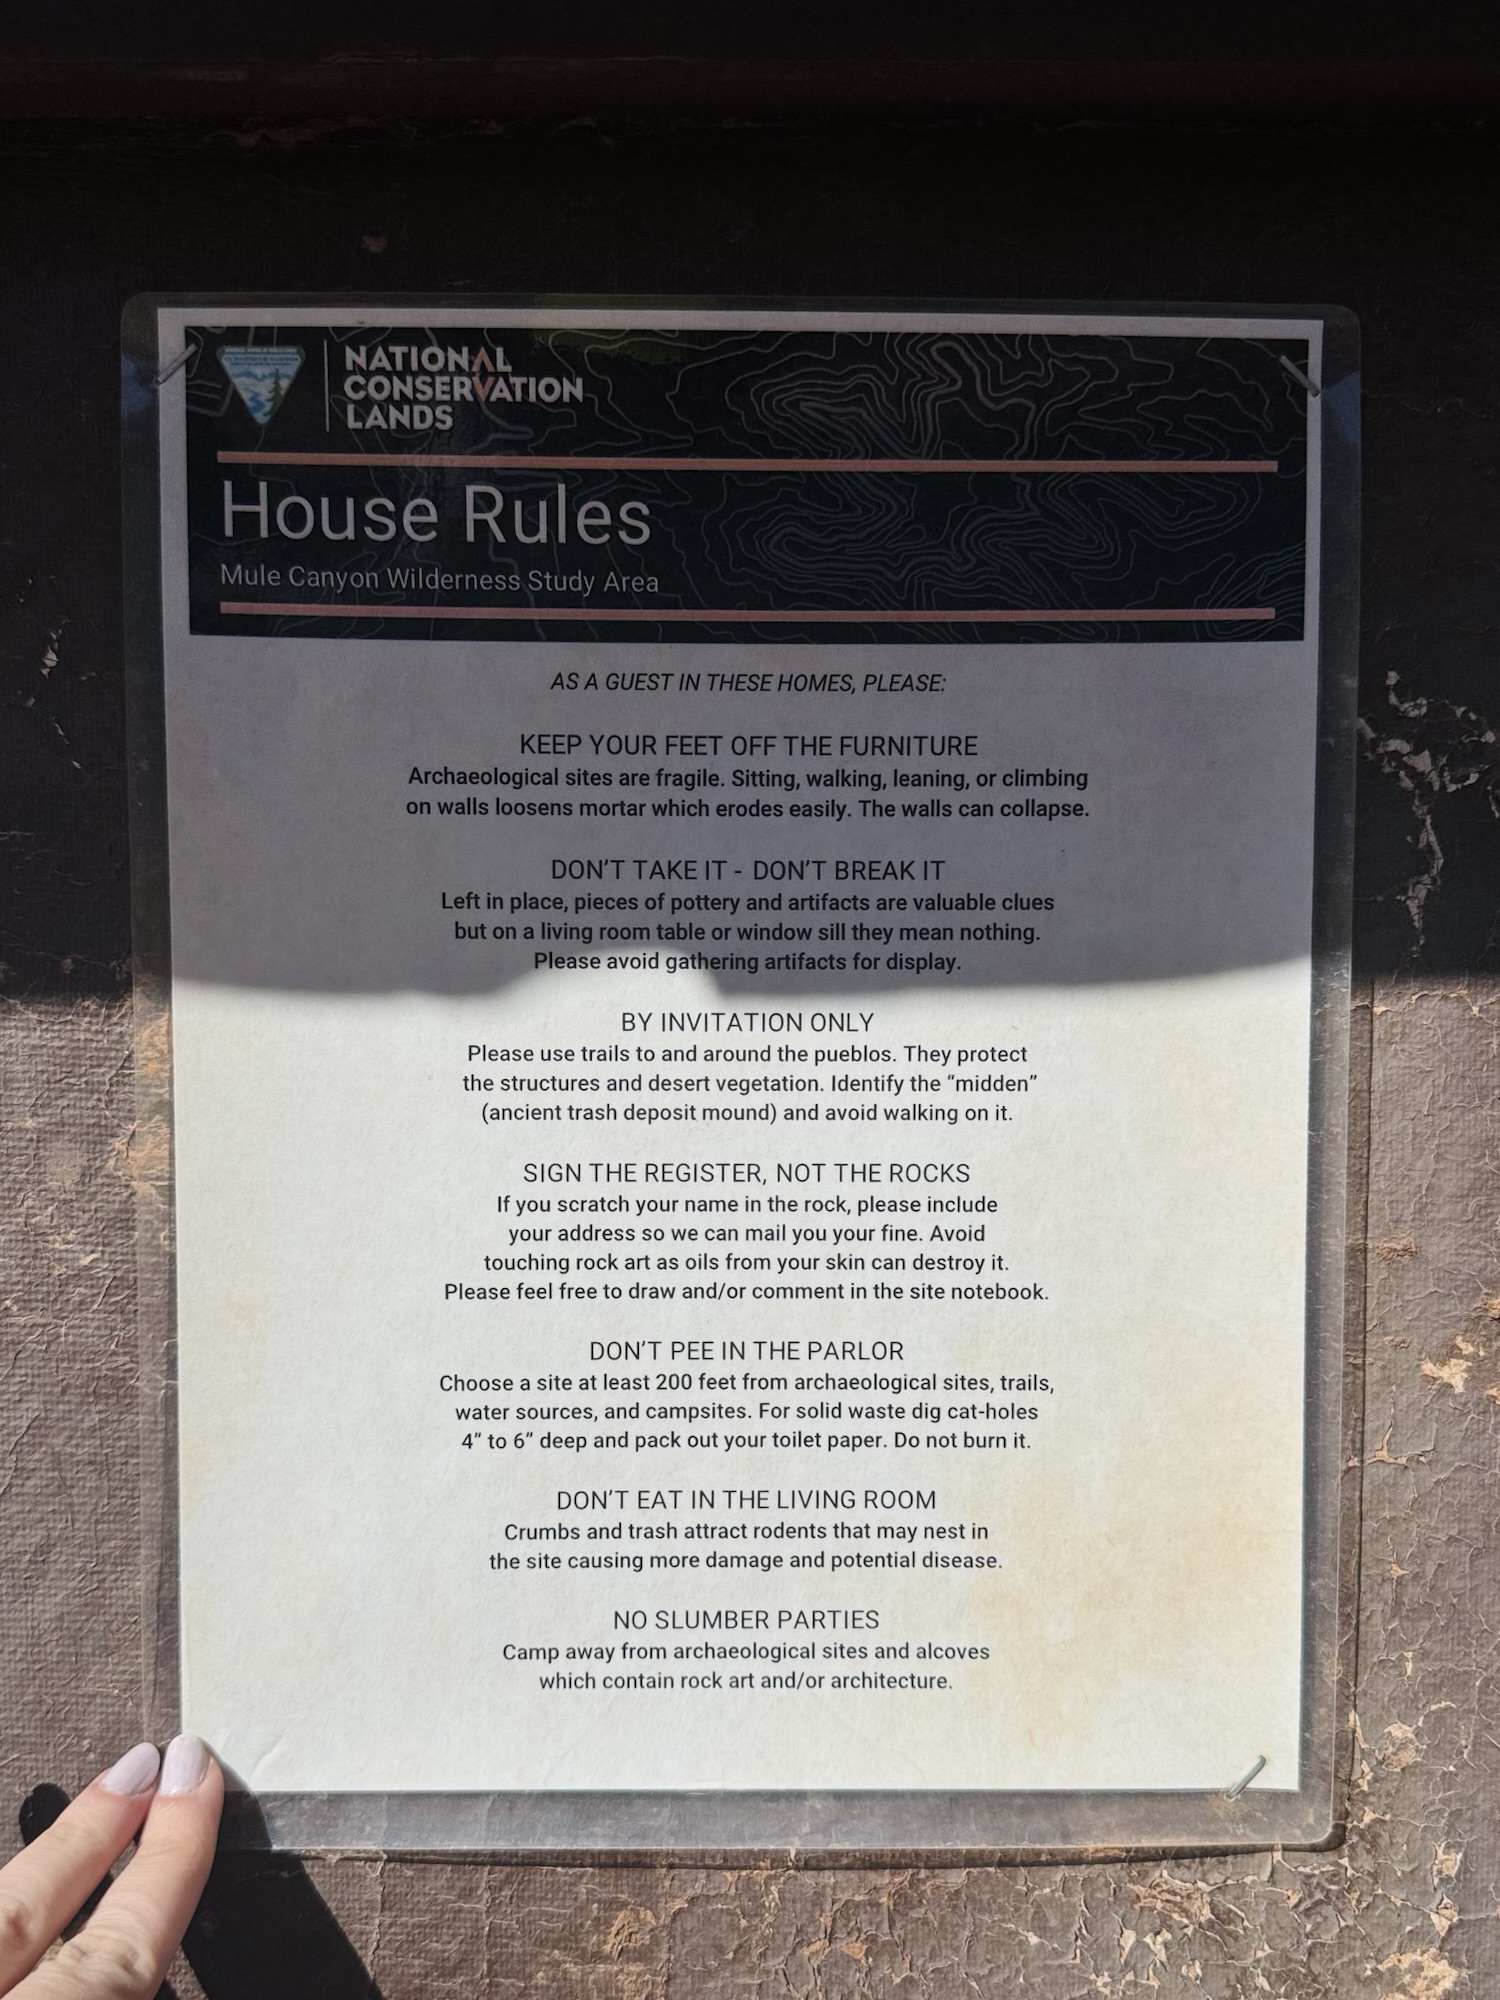 NATIONAL
CONSERVATION
LANDS
House Rules
Mule Canyon Wilderness Study Area
AS A GUEST IN THESE HOMES, PLEASE:
KEEP YOUR FEET OFF THE FURNITURE
Archaeological sites are fragile. Sitting, walking, leaning, or climbing
on walls loosens mortar which erodes easily. The walls can collapse.
DON'T TAKE IT - DON'T BREAK IT
Left in place, pieces of pottery and artifacts are valuable clues
but on a living room table or window sill they mean nothing.
Please avoid gathering artifacts for display.
BY INVITATION ONLY
Please use trails to and around the pueblos. They protect
the structures and desert vegetation. Identify the “midden”
(ancient trash deposit mound) and avoid walking on it.
SIGN THE REGISTER, NOT THE ROCKS
If you scratch your name in the rock, please include
your address so we can mail you your fine. Avoid
touching rock art as oils from your skin can destroy it.
Please feel free to draw and/or comment in the site notebook.
DON'T PEE IN THE PARLOR
Choose a site at least 200 feet from archaeological sites, trails,
water sources, and campsites. For solid waste dig cat-holes
4” to 6” deep and pack out your toilet paper. Do not burn it.
DON'T EAT IN THE LIVING ROOM
Crumbs and trash attract rodents that may nest in
the site causing more damage and potential disease.
NO SLUMBER PARTIES
Camp away from archaeological sites and alcoves
which contain rock art and/or architecture.